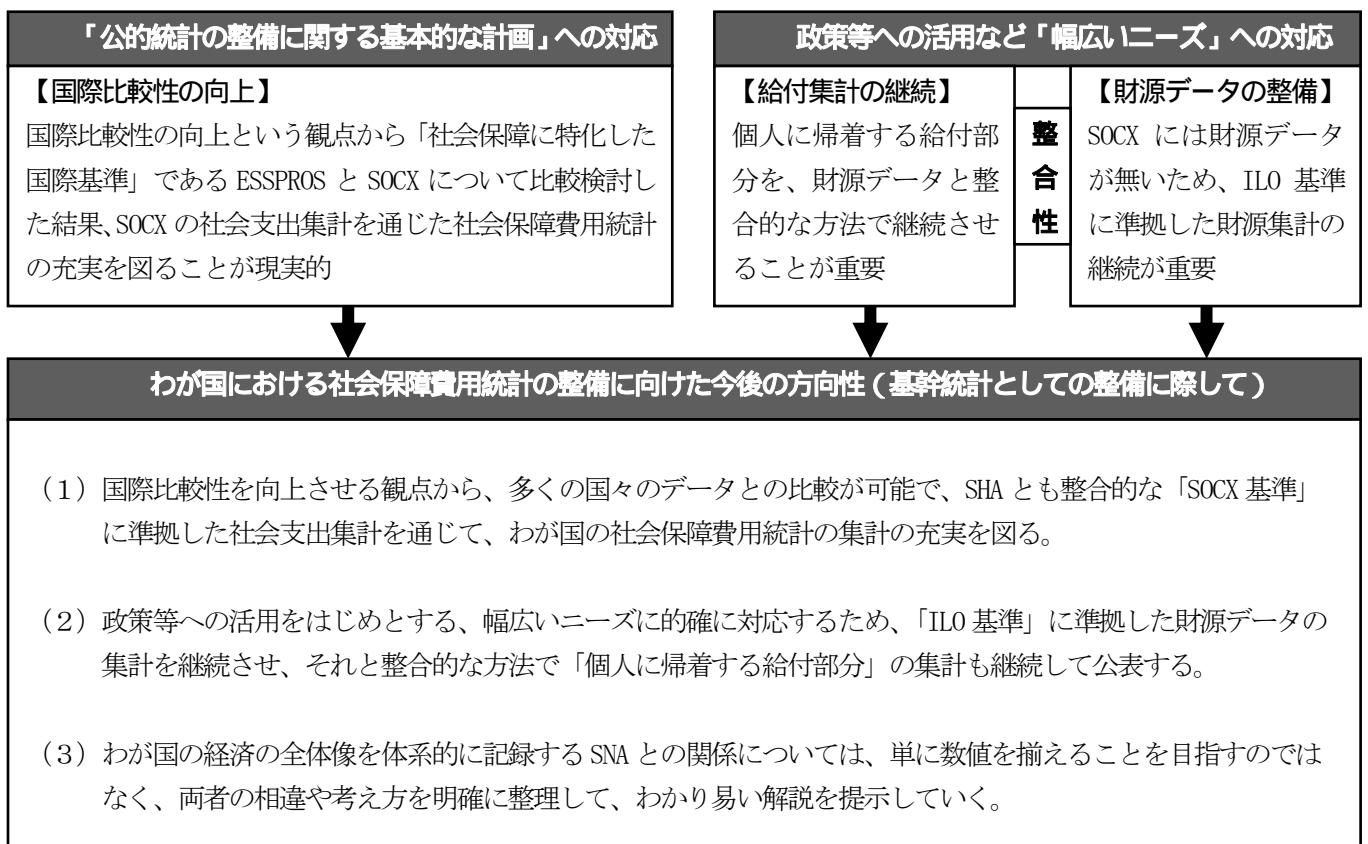 「公的統計の整備に関する基本的な計画」への対応
【国際比較性の向上】
国際比較性の向上という観点から「社会保障に特化した
国際基準」である ESSPROS と SOCX について比較検討し
た結果、SOCX の社会支出集計を通じた社会保障費用統計
の充実を図ることが現実的
政策等への活用など「幅広いニーズ」への対応
【給付集計の継続】
個人に帰着する給付部
分を、財源データと整
合的な方法で継続させ
ることが重要
整
合
性
【財源データの整備】
SOCX には財源データ
が無いため、ILO 基準
に準拠した財源集計の
継続が重要
わが国における社会保障費用統計の整備に向けた今後の方向性（基幹統計としての整備に際して）
（１）国際比較性を向上させる観点から、多くの国々のデータとの比較が可能で、SHA とも整合的な「SOCX 基準」
に準拠した社会支出集計を通じて、わが国の社会保障費用統計の集計の充実を図る。
（２）政策等への活用をはじめとする、幅広いニーズに的確に対応するため、「ILO 基準」に準拠した財源データの
集計を継続させ、それと整合的な方法で「個人に帰着する給付部分」の集計も継続して公表する。
（３）わが国の経済の全体像を体系的に記録する SNA との関係については、単に数値を揃えることを目指すのでは
なく、両者の相違や考え方を明確に整理して、わかり易い解説を提示していく。